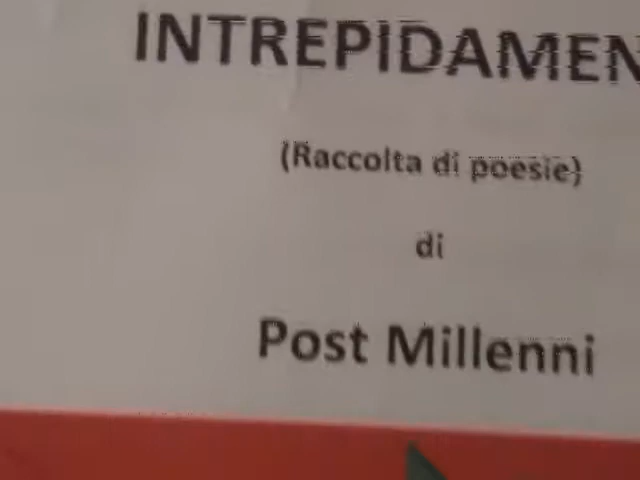 INTREPIDAMEN
(Raccolta di poesie)
di
Post Millenni